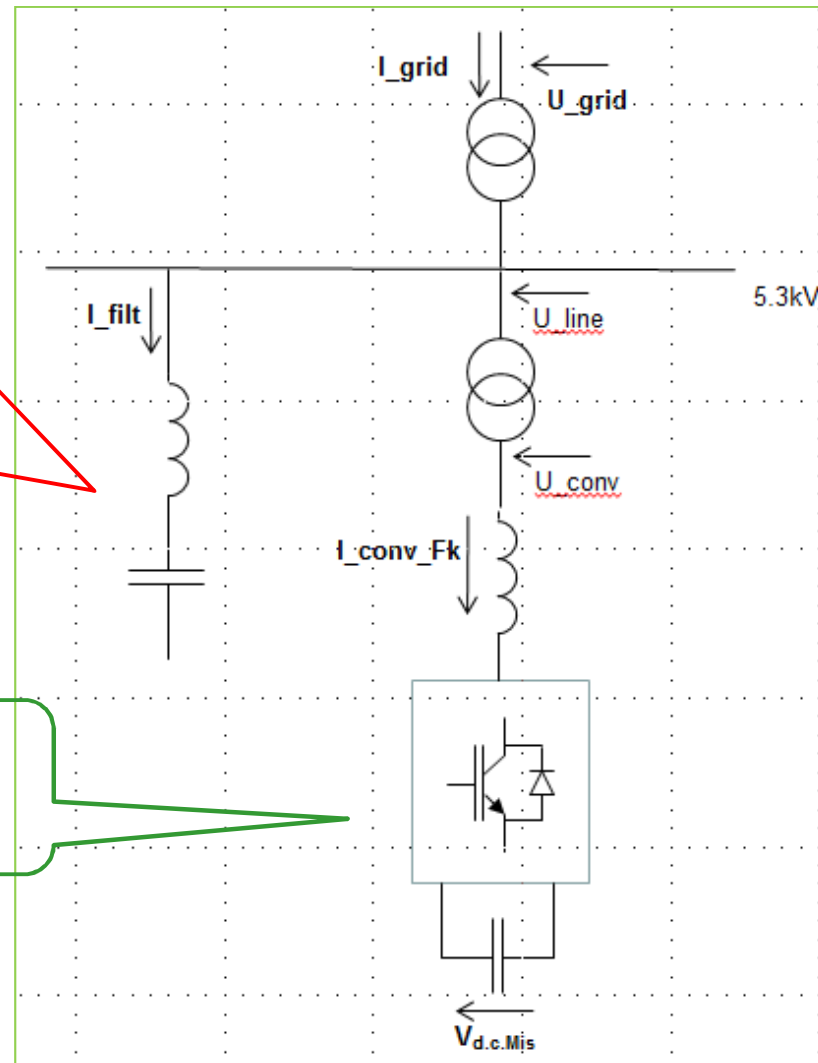 I_grid
U_grid
I_filt
U_line
5.3kV
U_conv
I_conv_Fk
Vd.c.Mis